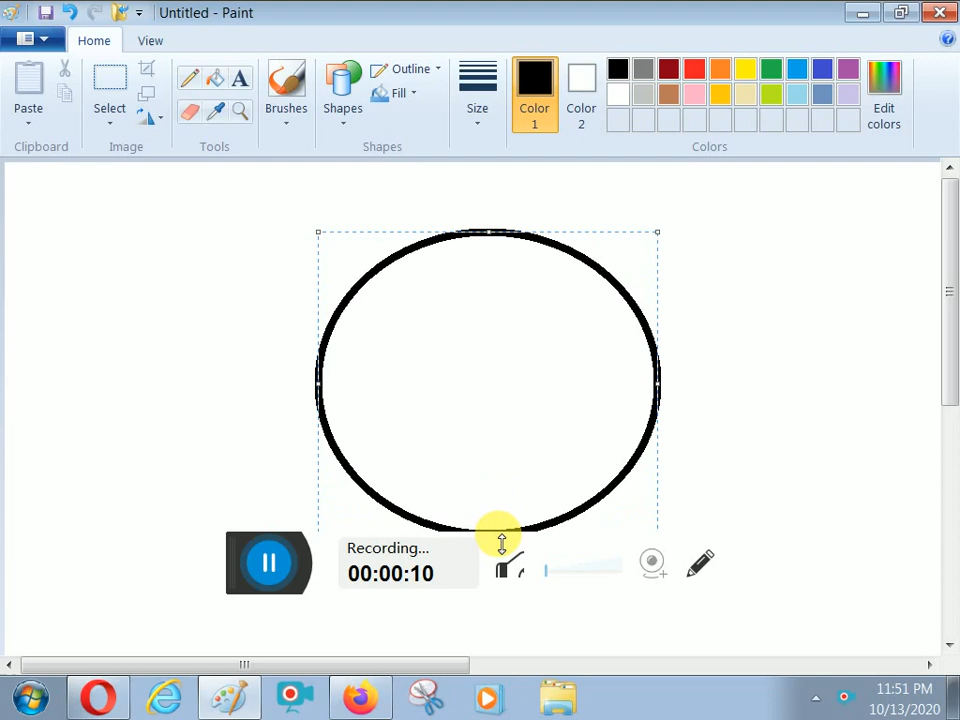 Untitled - Paint
Home View
Paste
Select
Brushes
Shapes
Outline
Fill
Size
Color 1
Color 2
Edit colors
Clipboard
Image
Tools
Shapes
Colors
Recording...
00:00:10
11:51 PM
10/13/2020